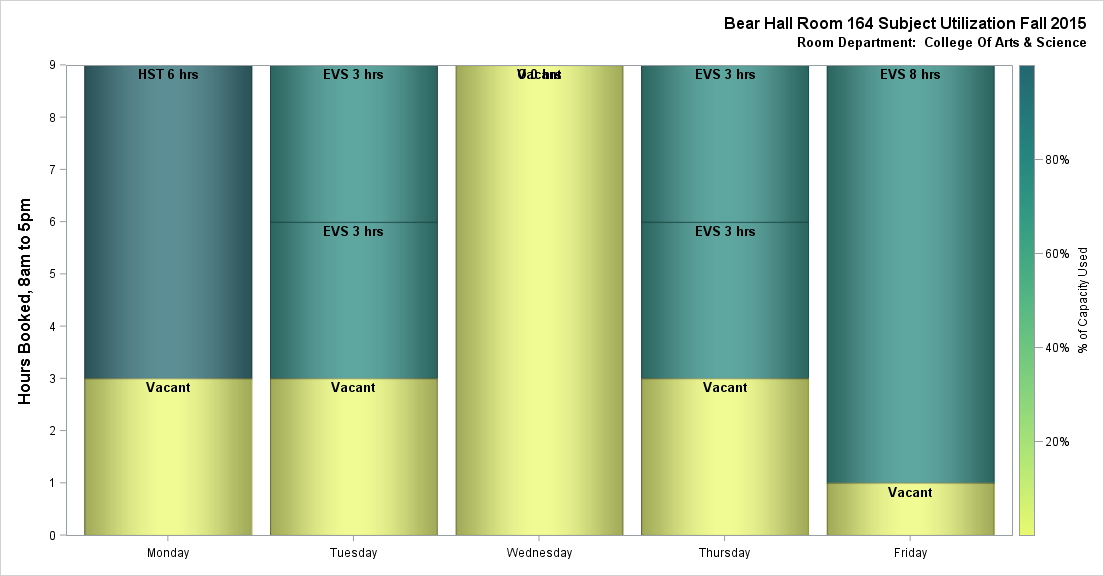 Bear Hall Room 164 Subject Utilization Fall 2015
Room Department:  College Of Arts & Science
Hours Booked, 8am to 5pm
9
8
7
6
5
4
3
2
1
0
HST 6 hrs
Vacant
EVS 3 hrs
EVS 3 hrs
Vacant
Vacant
EVS 3 hrs
EVS 3 hrs
Vacant
EVS 8 hrs
Vacant
Monday
Tuesday
Wednesday
Thursday
Friday
80%
60%
40%
20%
% of Capacity Used